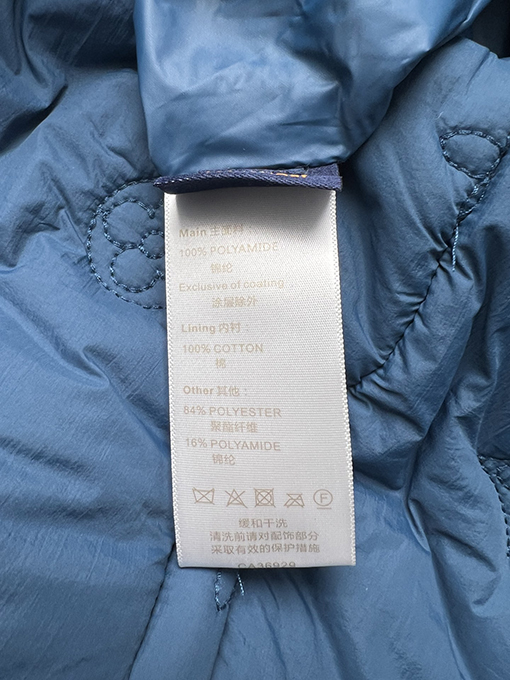 Main 主面料：
100% POLYAMIDE
锦纶
Exclusive of coating
涂层除外
Lining 内衬：
100% COTTON
棉
Other 其他：
84% POLYESTER
聚酯纤维
16% POLYAMIDE
锦纶
F
缓和干洗
清洗前请对配饰部分
采取有效的保护措施
CA36929